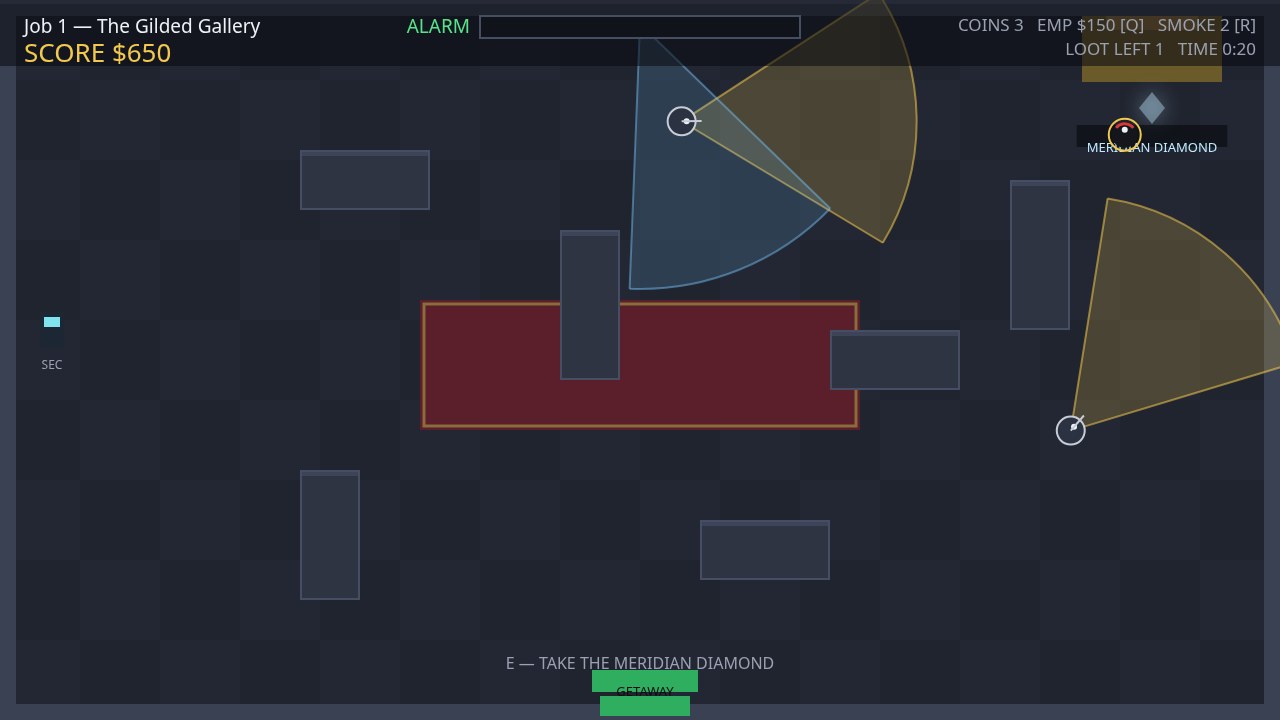 Job 1 — The Gilded Gallery
SCORE $650
ALARM
COINS 3 EMP $150 [Q] SMOKE 2 [R]
LOOT LEFT 1 TIME 0:20
MERIDIAN DIAMOND
SEC
E — TAKE THE MERIDIAN DIAMOND
GETAWAY